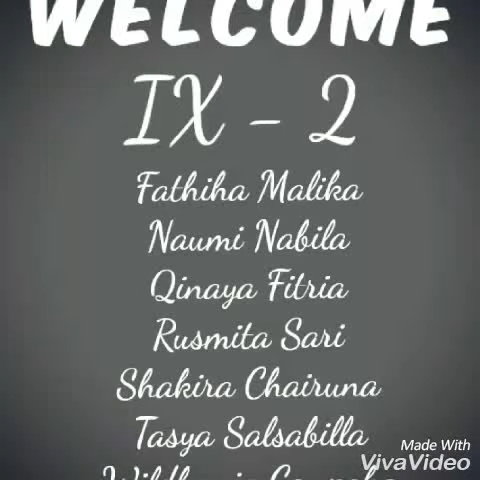 WELCOME
IX - 2
Fathiha Malika
Naumi Nabila
Qinaya Fitria
Rusmita Sari
Shakira Chairuna
Tasya Salsabilla
Made With
VivaVideo